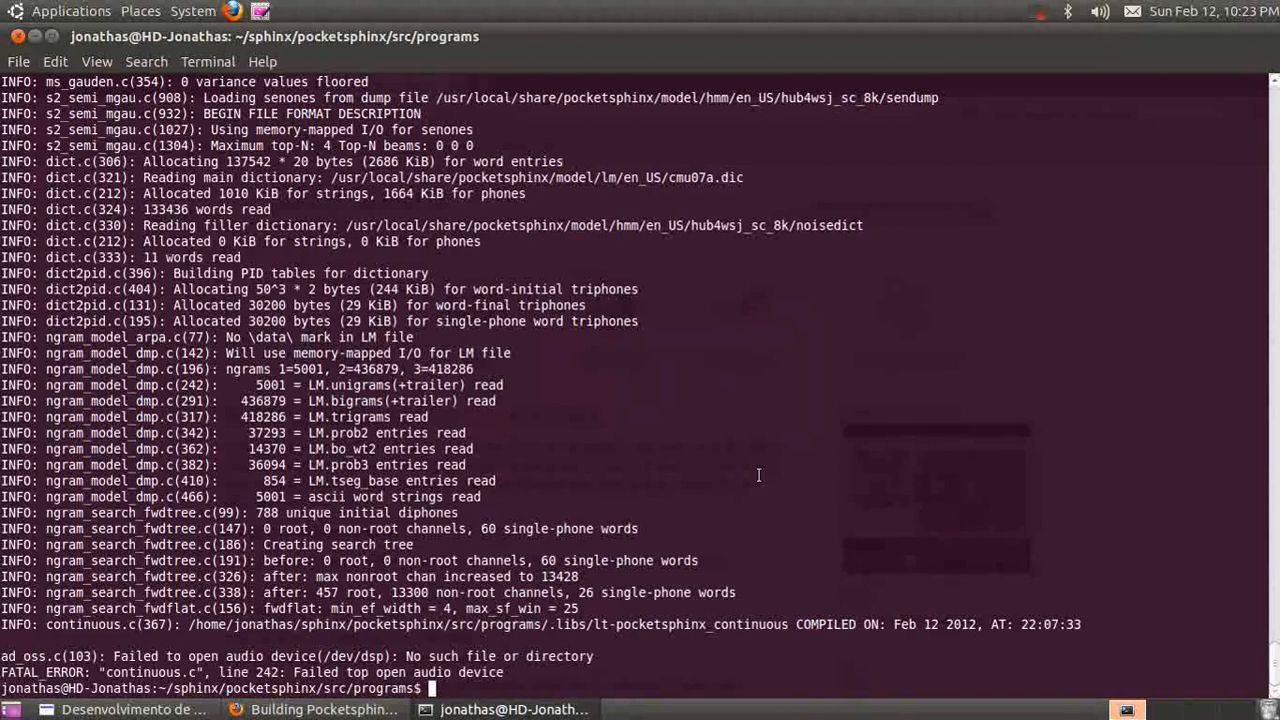 Applications Places System Sun Feb 12, 10:23 PM
jonathas@HD-Jonathas: ~/sphinx/pocketsphinx/src/programs
File Edit View Search Terminal Help
INFO: ms_gauden.c(354): 0 variance values floored
INFO: s2_semi_mgau.c(908): Loading senones from dump file /usr/local/share/pocketsphinx/model/hmm/en_US/hub4wsj_sc_8k/sendump
INFO: s2_semi_mgau.c(932): BEGIN FILE FORMAT DESCRIPTION
INFO: s2_semi_mgau.c(1027): Using memory-mapped I/O for senones
INFO: s2_semi_mgau.c(1304): Maximum top-N: 4 Top-N beams: 0 0 0
INFO: dict.c(306): Allocating 137542 * 20 bytes (2686 KiB) for word entries
INFO: dict.c(321): Reading main dictionary: /usr/local/share/pocketsphinx/model/lm/en_US/cmu07a.dic
INFO: dict.c(212): Allocated 1010 KiB for strings, 1664 KiB for phones
INFO: dict.c(324): 133436 words read
INFO: dict.c(330): Reading filler dictionary: /usr/local/share/pocketsphinx/model/hmm/en_US/hub4wsj_sc_8k/noisedict
INFO: dict.c(212): Allocated 0 KiB for strings, 0 KiB for phones
INFO: dict.c(333): 11 words read
INFO: dict2pid.c(396): Building PID tables for dictionary
INFO: dict2pid.c(404): Allocating 50^3 * 2 bytes (244 KiB) for word-initial triphones
INFO: dict2pid.c(131): Allocated 30200 bytes (29 KiB) for word-final triphones
INFO: dict2pid.c(195): Allocated 30200 bytes (29 KiB) for single-phone word triphones
INFO: ngram_model_arpa.c(77): No \data\ mark in LM file
INFO: ngram_model_dmp.c(142): Will use memory-mapped I/O for LM file
INFO: ngram_model_dmp.c(196): ngrams 1=5001, 2=436879, 3=418286
INFO: ngram_model_dmp.c(242): 5001 = LM.unigrams(+trailer) read
INFO: ngram_model_dmp.c(291): 436879 = LM.bigrams(+trailer) read
INFO: ngram_model_dmp.c(317): 418286 = LM.trigrams read
INFO: ngram_model_dmp.c(342): 37293 = LM.prob2 entries read
INFO: ngram_model_dmp.c(362): 14370 = LM.bo_wt2 entries read
INFO: ngram_model_dmp.c(382): 36094 = LM.prob3 entries read
INFO: ngram_model_dmp.c(410): 854 = LM.tseg_base entries read
INFO: ngram_model_dmp.c(466): 5001 = ascii word strings read
INFO: ngram_search_fwdtree.c(99): 788 unique initial diphones
INFO: ngram_search_fwdtree.c(147): 0 root, 0 non-root channels, 60 single-phone words
INFO: ngram_search_fwdtree.c(186): Creating search tree
INFO: ngram_search_fwdtree.c(191): before: 0 root, 0 non-root channels, 60 single-phone words
INFO: ngram_search_fwdtree.c(326): after: max nonroot chan increased to 13428
INFO: ngram_search_fwdtree.c(338): after: 457 root, 13300 non-root channels, 26 single-phone words
INFO: ngram_search_fwdflat.c(156): fwdflat: min_ef_width = 4, max_sf_win = 25
INFO: continuous.c(367): /home/jonathas/sphinx/pocketsphinx/src/programs/.libs/lt-pocketsphinx_continuous COMPILED ON: Feb 12 2012, AT: 22:07:33
ad_oss.c(103): Failed to open audio device(/dev/dsp): No such file or directory
FATAL_ERROR: "continuous.c", line 242: Failed top open audio device
jonathas@HD-Jonathas:~/sphinx/pocketsphinx/src/programs$
Desenvolvimento de ... Building Pocketsphin... jonathas@HD-Jonath...